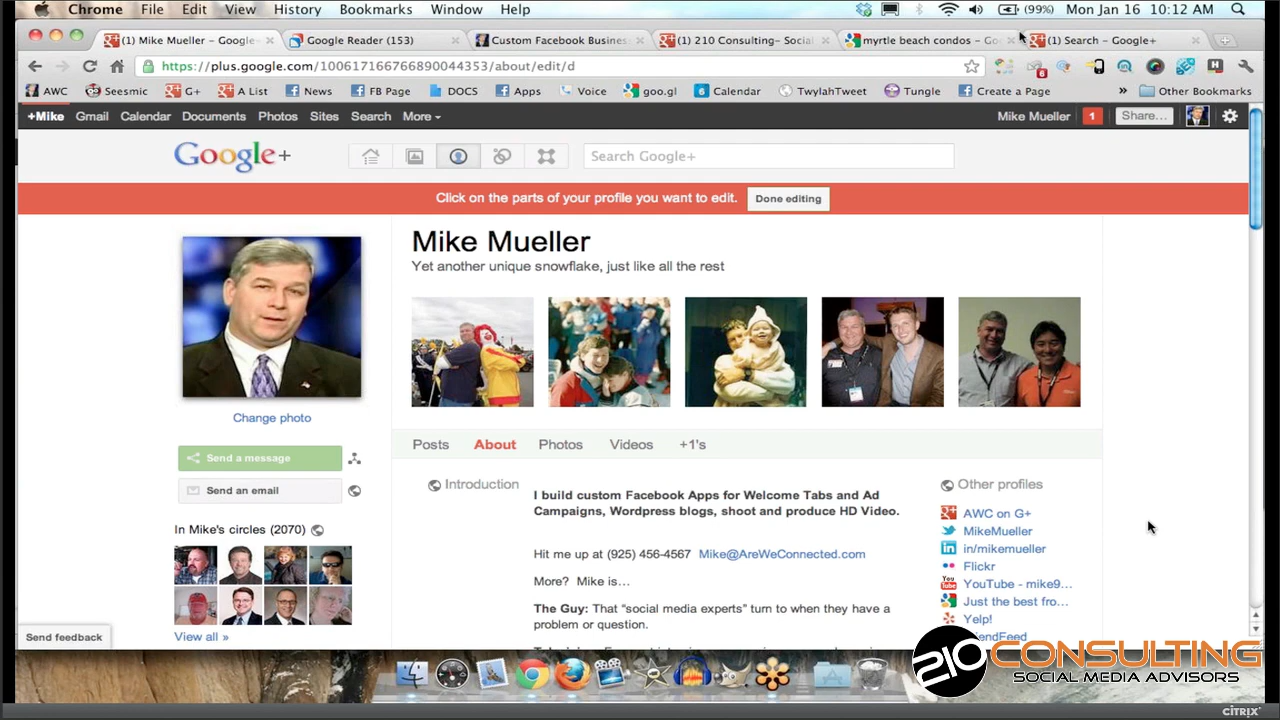 Chrome File Edit View History Bookmarks Window Help (99%) Mon Jan 16 10:12 AM
(1) Mike Mueller – Google
Google Reader (153)
Custom Facebook Busines
(1) 210 Consulting– Social
myrtle beach condos – Go
(1) Search – Google+
https://plus.google.com/100617166766890044353/about/edit/d
6
AWC Seesmic G+ A List News FB Page DOCS Apps Voice goo.gl Calendar TwylahTweet Tungle Create a Page » Other Bookmarks
+Mike Gmail Calendar Documents Photos Sites Search More Mike Mueller 1 Share...
Google+
Search Google+
Click on the parts of your profile you want to edit. Done editing
Mike Mueller
Yet another unique snowflake, just like all the rest
Change photo
Send a message
Send an email
In Mike's circles (2070)
View all »
Send feedback
Posts About Photos Videos +1's
Introduction
I build custom Facebook Apps for Welcome Tabs and Ad
Campaigns, Wordpress blogs, shoot and produce HD Video.
Hit me up at (925) 456-4567 Mike@AreWeConnected.com
More? Mike is…
The Guy: That “social media experts” turn to when they have a
problem or question.
Other profiles
AWC on G+
MikeMueller
in/mikemueller
Flickr
YouTube - mike9...
Just the best fro...
Yelp!
210CONSULTING
SOCIAL MEDIA ADVISORS
CITRIX